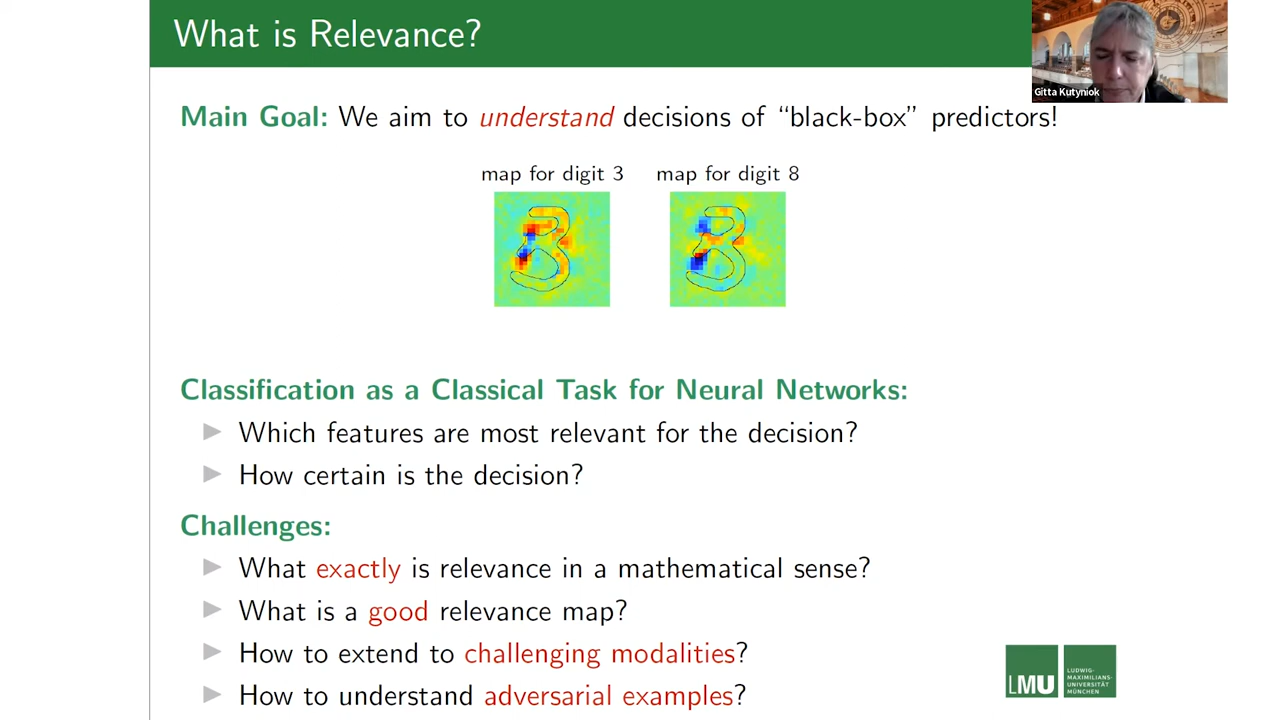 What is Relevance?
Gitta Kutyniok
Main Goal: We aim to understand decisions of “black-box” predictors!
map for digit 3 map for digit 8
Classification as a Classical Task for Neural Networks:
▶ Which features are most relevant for the decision?
▶ How certain is the decision?
Challenges:
▶ What exactly is relevance in a mathematical sense?
▶ What is a good relevance map?
▶ How to extend to challenging modalities?
▶ How to understand adversarial examples?
LMU
LUDWIG-
MAXIMILIANS-
UNIVERSITÄT
MÜNCHEN